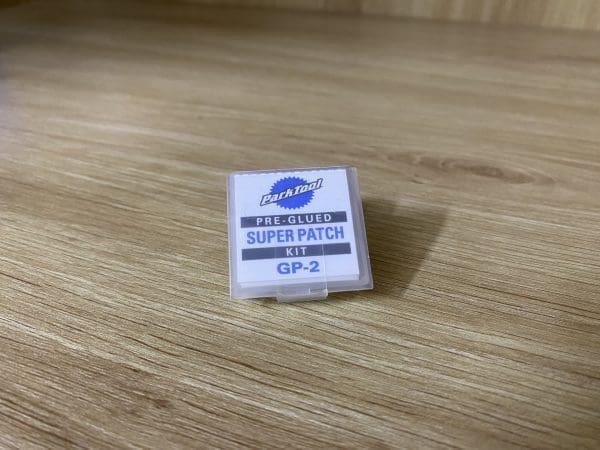 ParkTool
PRE-GLUED
SUPER PATCH
KIT
GP-2